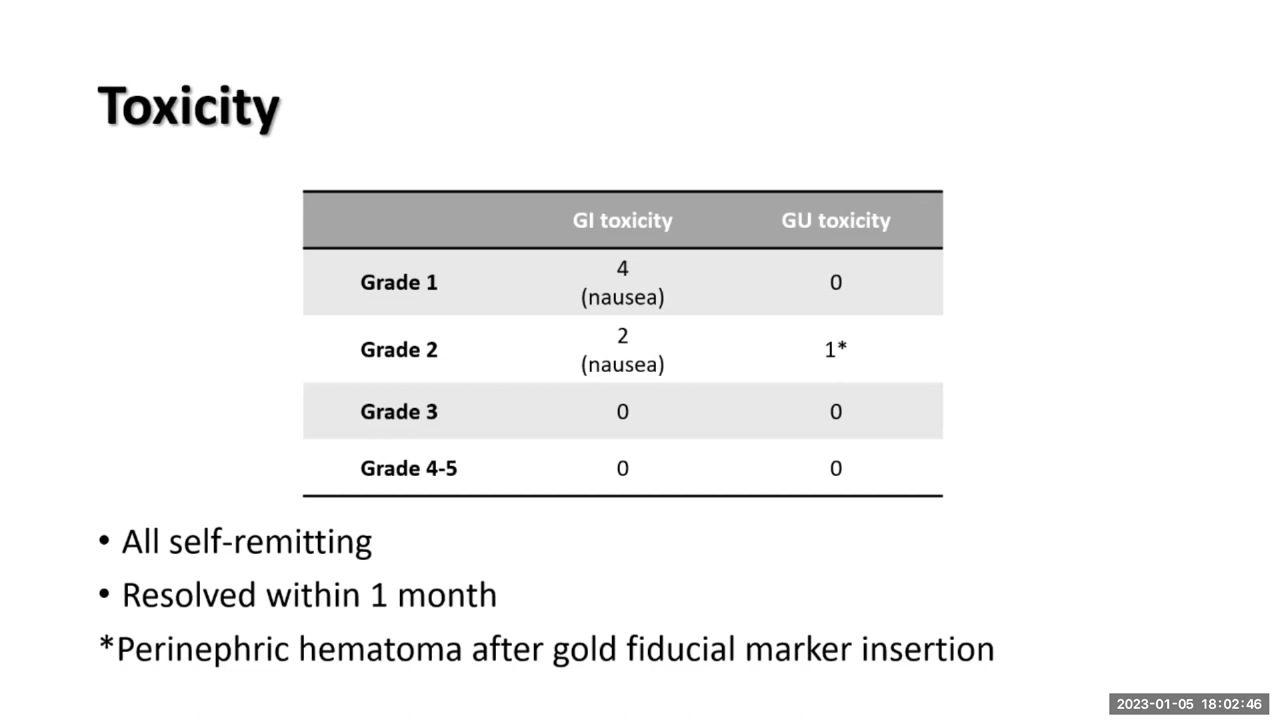 Toxicity
GI toxicity GU toxicity
Grade 1 4 (nausea) 0
Grade 2 2 (nausea) 1*
Grade 3 0 0
Grade 4-5 0 0
• All self-remitting
• Resolved within 1 month
*Perinephric hematoma after gold fiducial marker insertion
2023-01-05 18:02:46